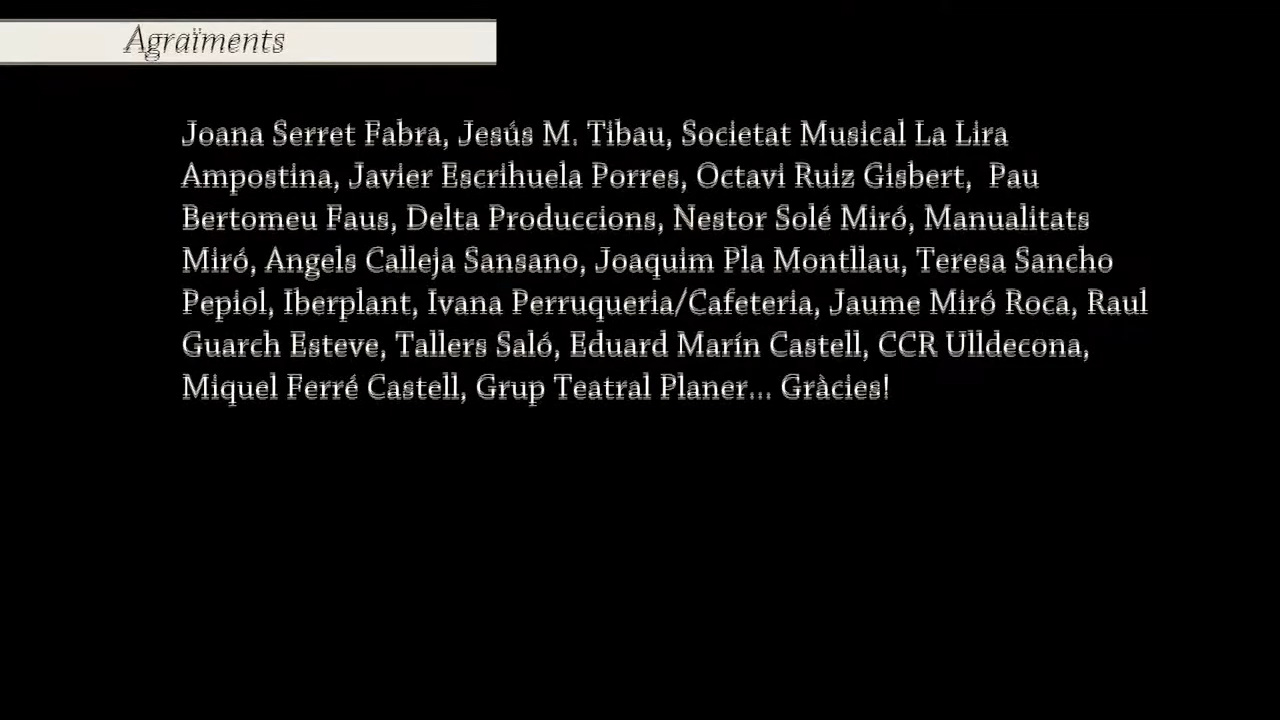 Agraïments
Joana Serret Fabra, Jesús M. Tibau, Societat Musical La Lira
Ampostina, Javier Escrihuela Porres, Octavi Ruiz Gisbert, Pau
Bertomeu Faus, Delta Produccions, Nestor Solé Miró, Manualitats
Miró, Angels Calleja Sansano, Joaquim Pla Montllau, Teresa Sancho
Pepiol, Iberplant, Ivana Perruqueria/Cafeteria, Jaume Miró Roca, Raul
Guarch Esteve, Tallers Saló, Eduard Marín Castell, CCR Ulldecona,
Miquel Ferré Castell, Grup Teatral Planer... Gràcies!